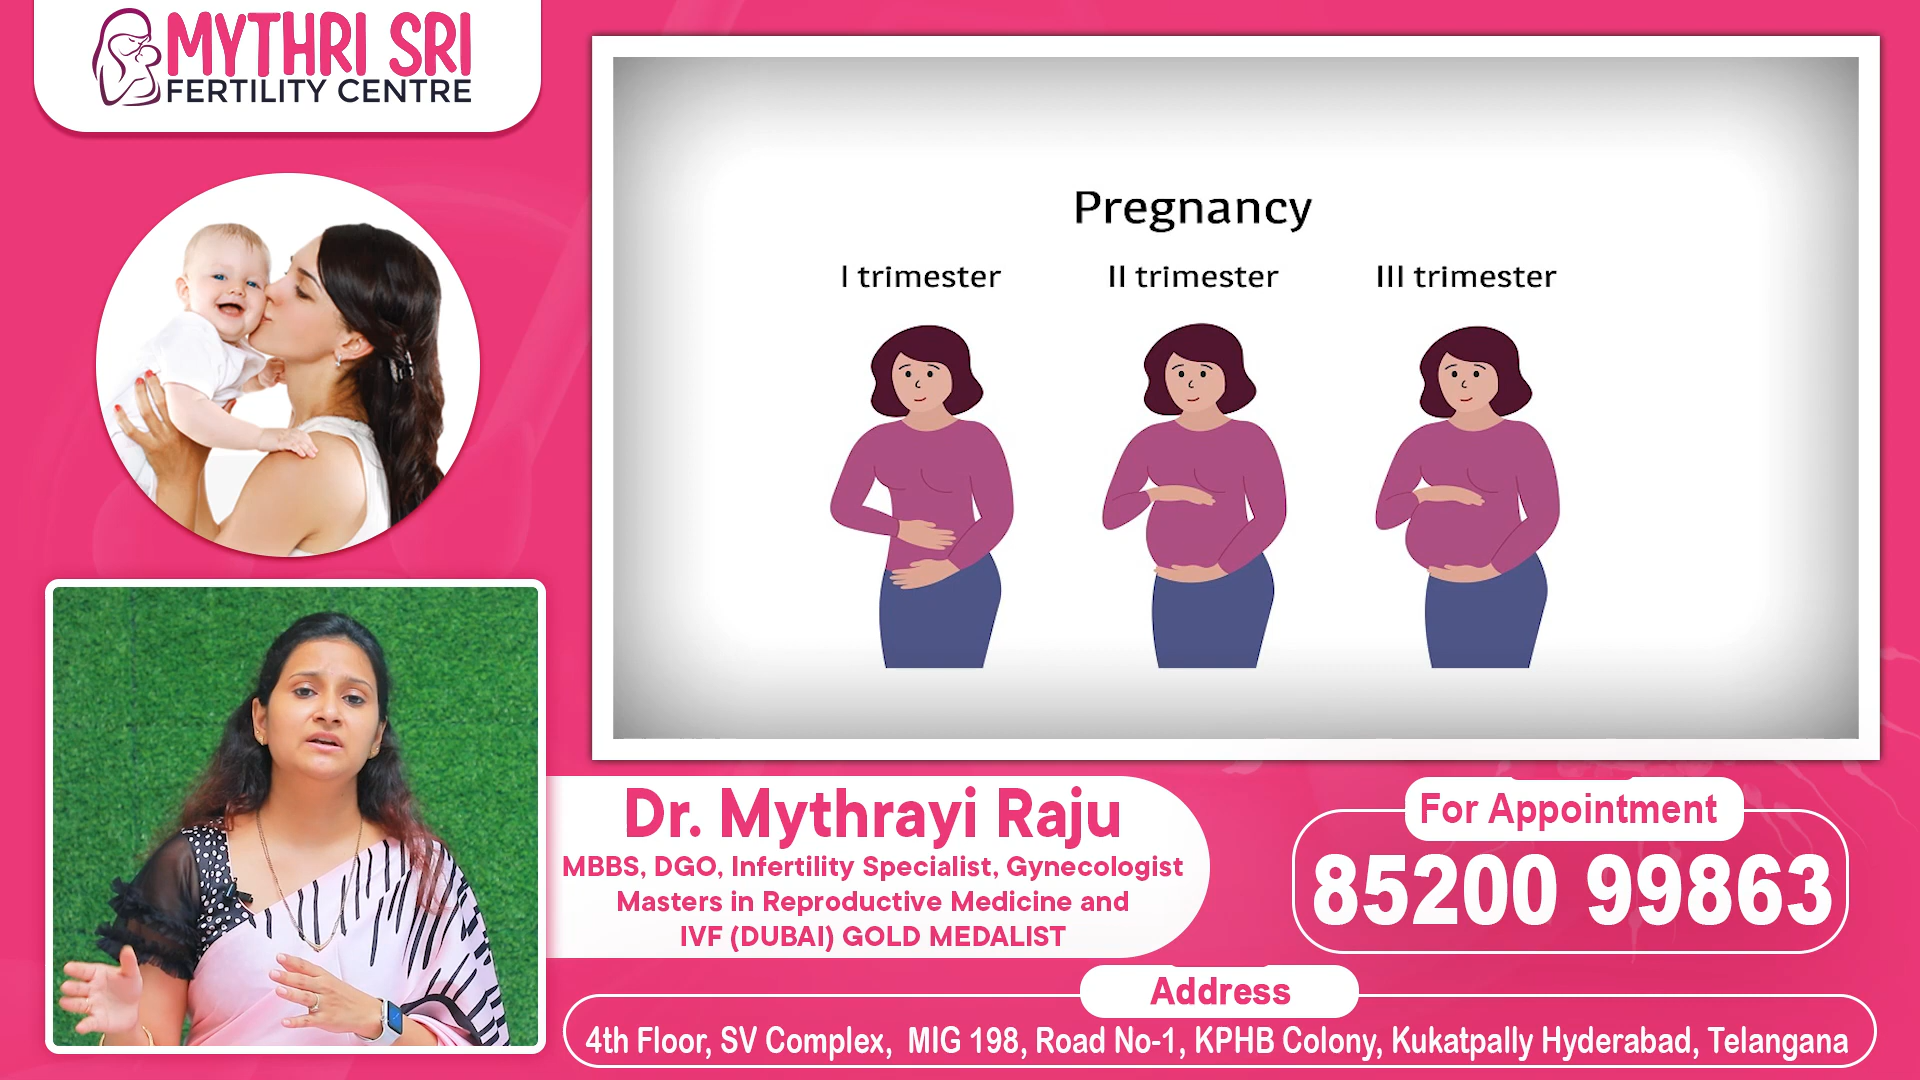 MYTHRI SRI
FERTILITY CENTRE
Pregnancy
I trimester II trimester III trimester
Dr. Mythrayi Raju
MBBS, DGO, Infertility Specialist, Gynecologist
Masters in Reproductive Medicine and
IVF (DUBAI) GOLD MEDALIST
For Appointment
85200 99863
Address
4th Floor, SV Complex, MIG 198, Road No-1, KPHB Colony, Kukatpally Hyderabad, Telangana